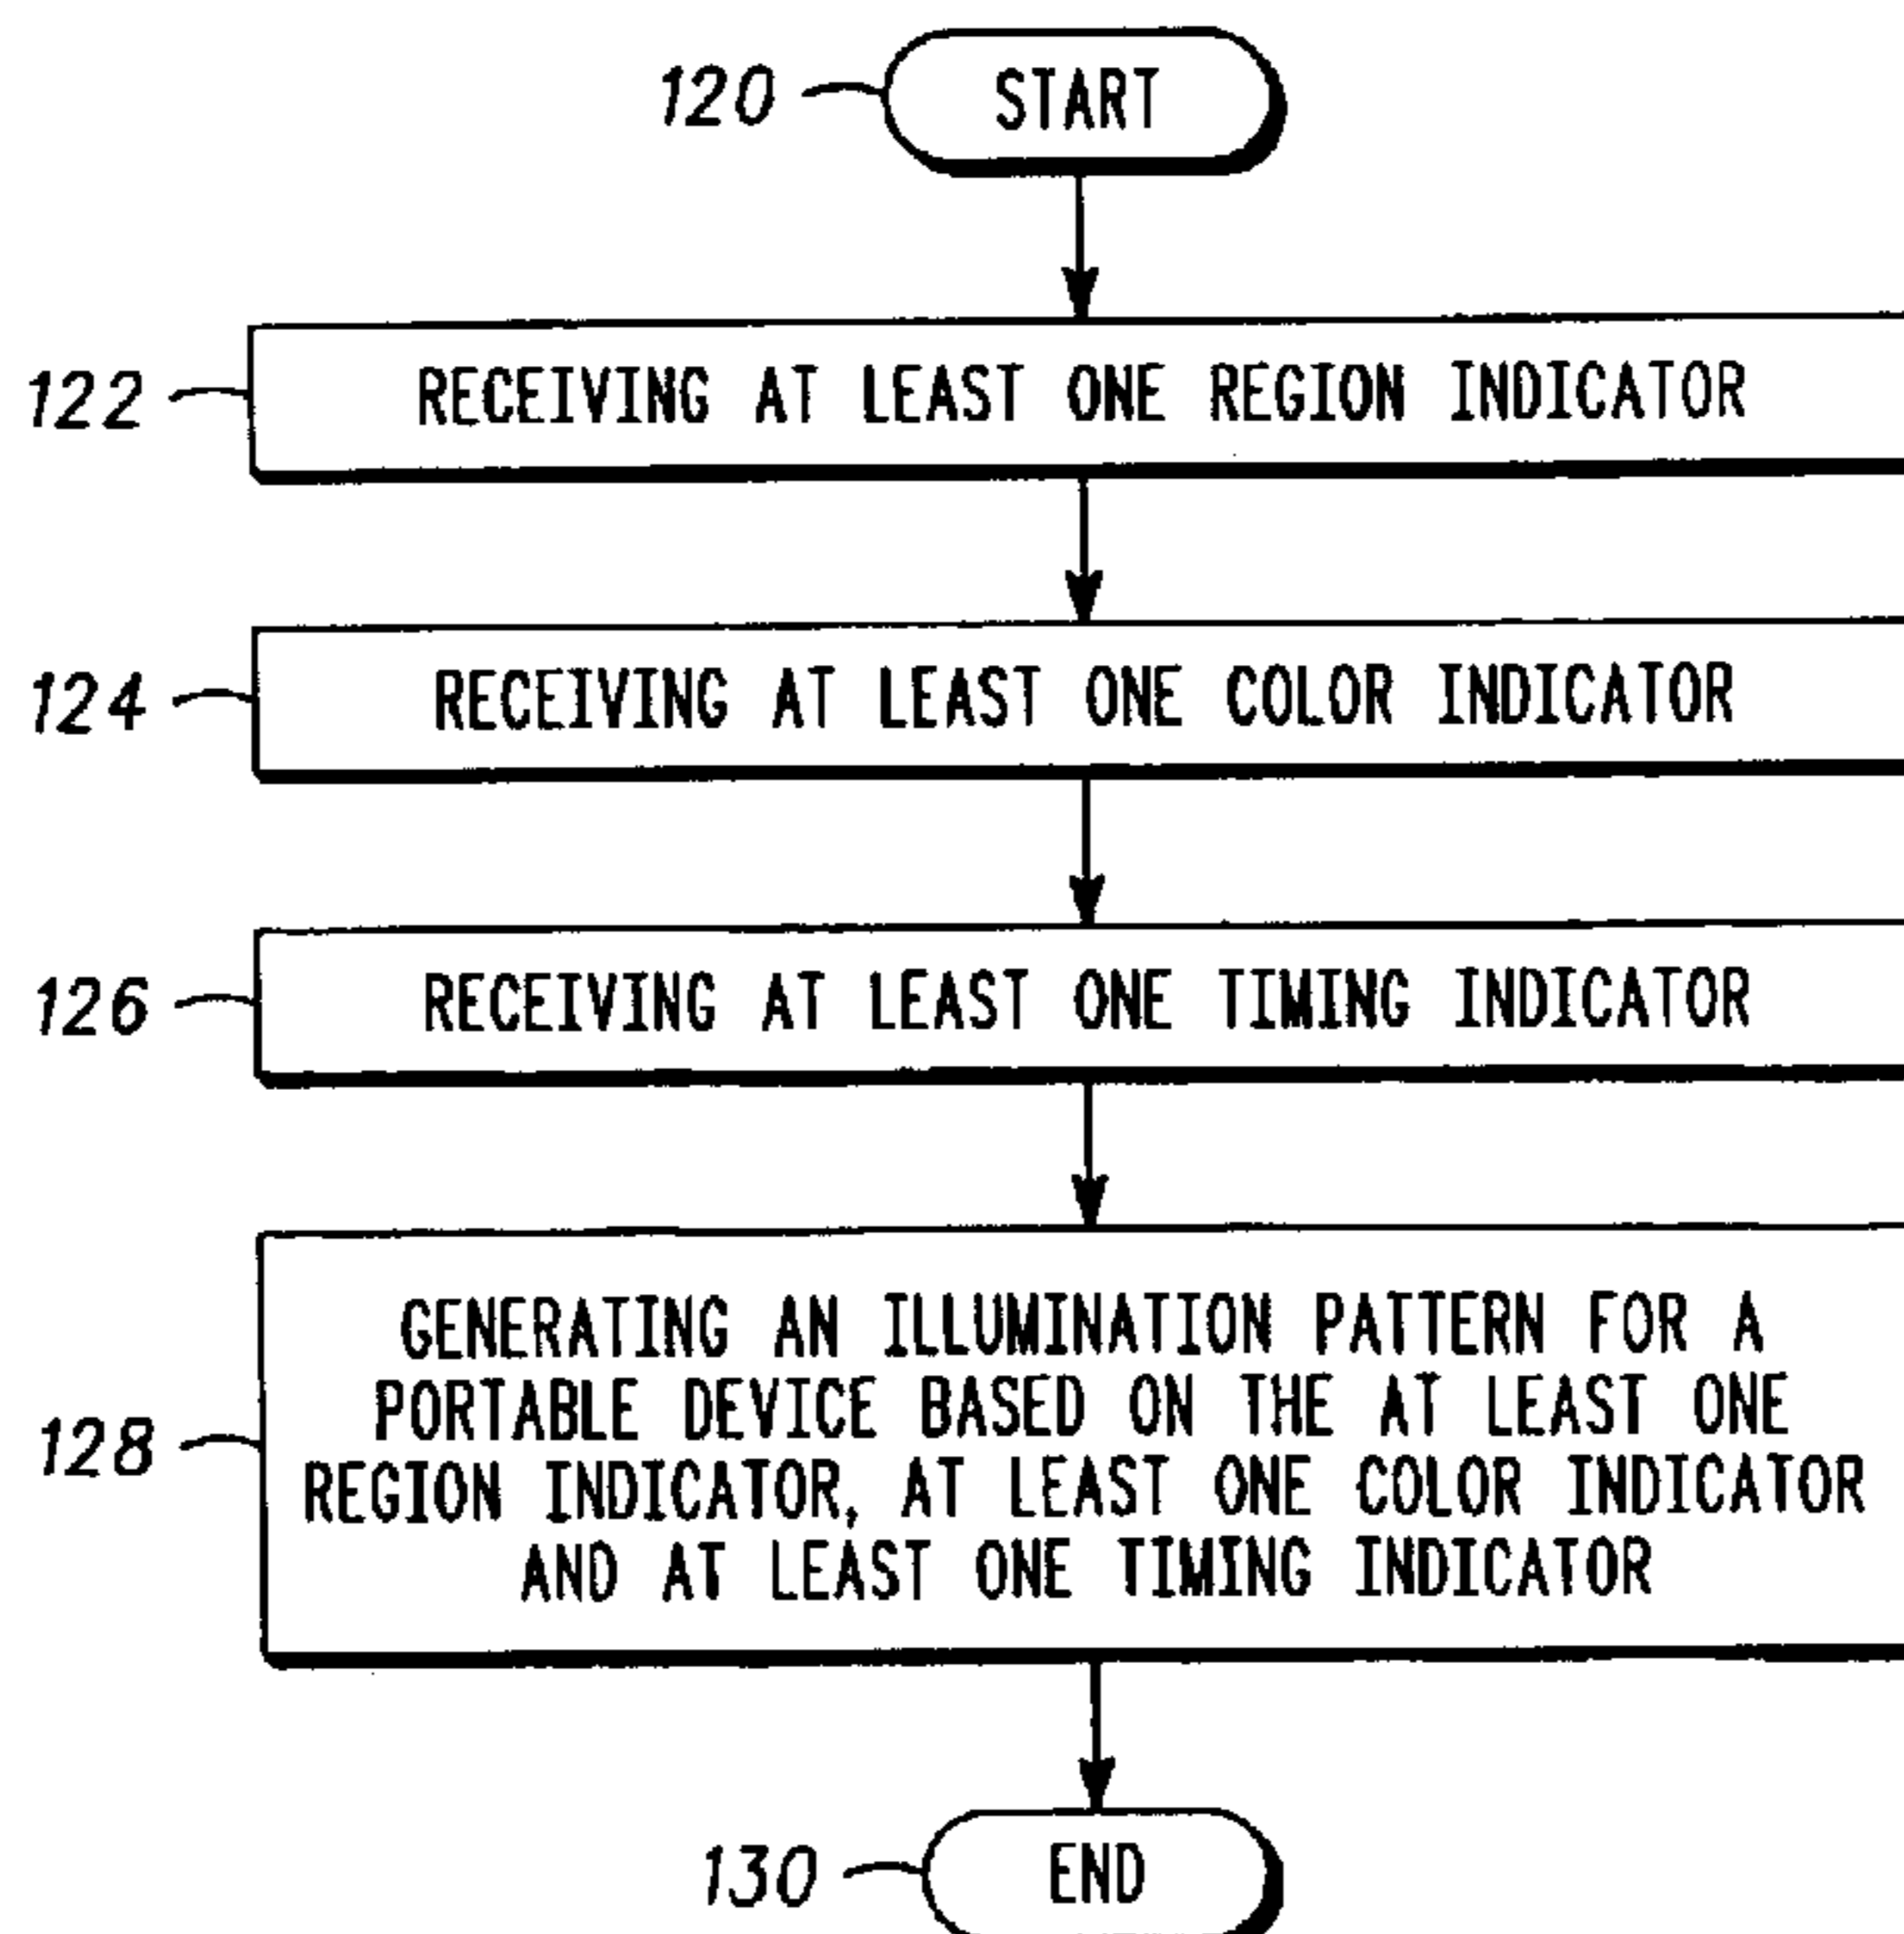 120 START
122 RECEIVING AT LEAST ONE REGION INDICATOR
124 RECEIVING AT LEAST ONE COLOR INDICATOR
126 RECEIVING AT LEAST ONE TIMING INDICATOR
GENERATING AN ILLUMINATION PATTERN FOR A
PORTABLE DEVICE BASED ON THE AT LEAST ONE
128 REGION INDICATOR, AT LEAST ONE COLOR INDICATOR
AND AT LEAST ONE TIMING INDICATOR
130 END